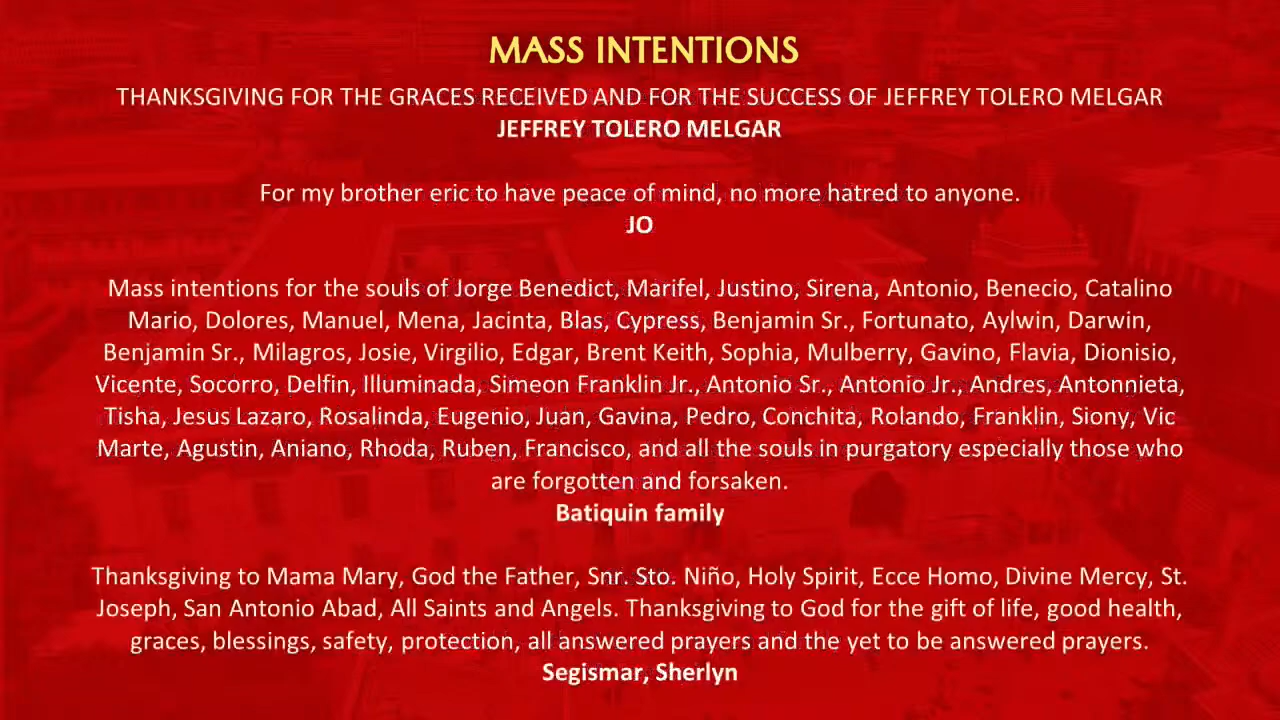 MASS INTENTIONS
THANKSGIVING FOR THE GRACES RECEIVED AND FOR THE SUCCESS OF JEFFREY TOLERO MELGAR
JEFFREY TOLERO MELGAR
For my brother eric to have peace of mind, no more hatred to anyone.
JO
Mass intentions for the souls of Jorge Benedict, Marifel, Justino, Sirena, Antonio, Benecio, Catalino
Mario, Dolores, Manuel, Mena, Jacinta, Blas, Cypress, Benjamin Sr., Fortunato, Aylwin, Darwin,
Benjamin Sr., Milagros, Josie, Virgilio, Edgar, Brent Keith, Sophia, Mulberry, Gavino, Flavia, Dionisio,
Vicente, Socorro, Delfin, Illuminada, Simeon Franklin Jr., Antonio Sr., Antonio Jr., Andres, Antonnieta,
Tisha, Jesus Lazaro, Rosalinda, Eugenio, Juan, Gavina, Pedro, Conchita, Rolando, Franklin, Siony, Vic
Marte, Agustin, Aniano, Rhoda, Ruben, Francisco, and all the souls in purgatory especially those who
are forgotten and forsaken.
Batiquin family
Thanksgiving to Mama Mary, God the Father, Snr. Sto. Niño, Holy Spirit, Ecce Homo, Divine Mercy, St.
Joseph, San Antonio Abad, All Saints and Angels. Thanksgiving to God for the gift of life, good health,
graces, blessings, safety, protection, all answered prayers and the yet to be answered prayers.
Segismar, Sherlyn